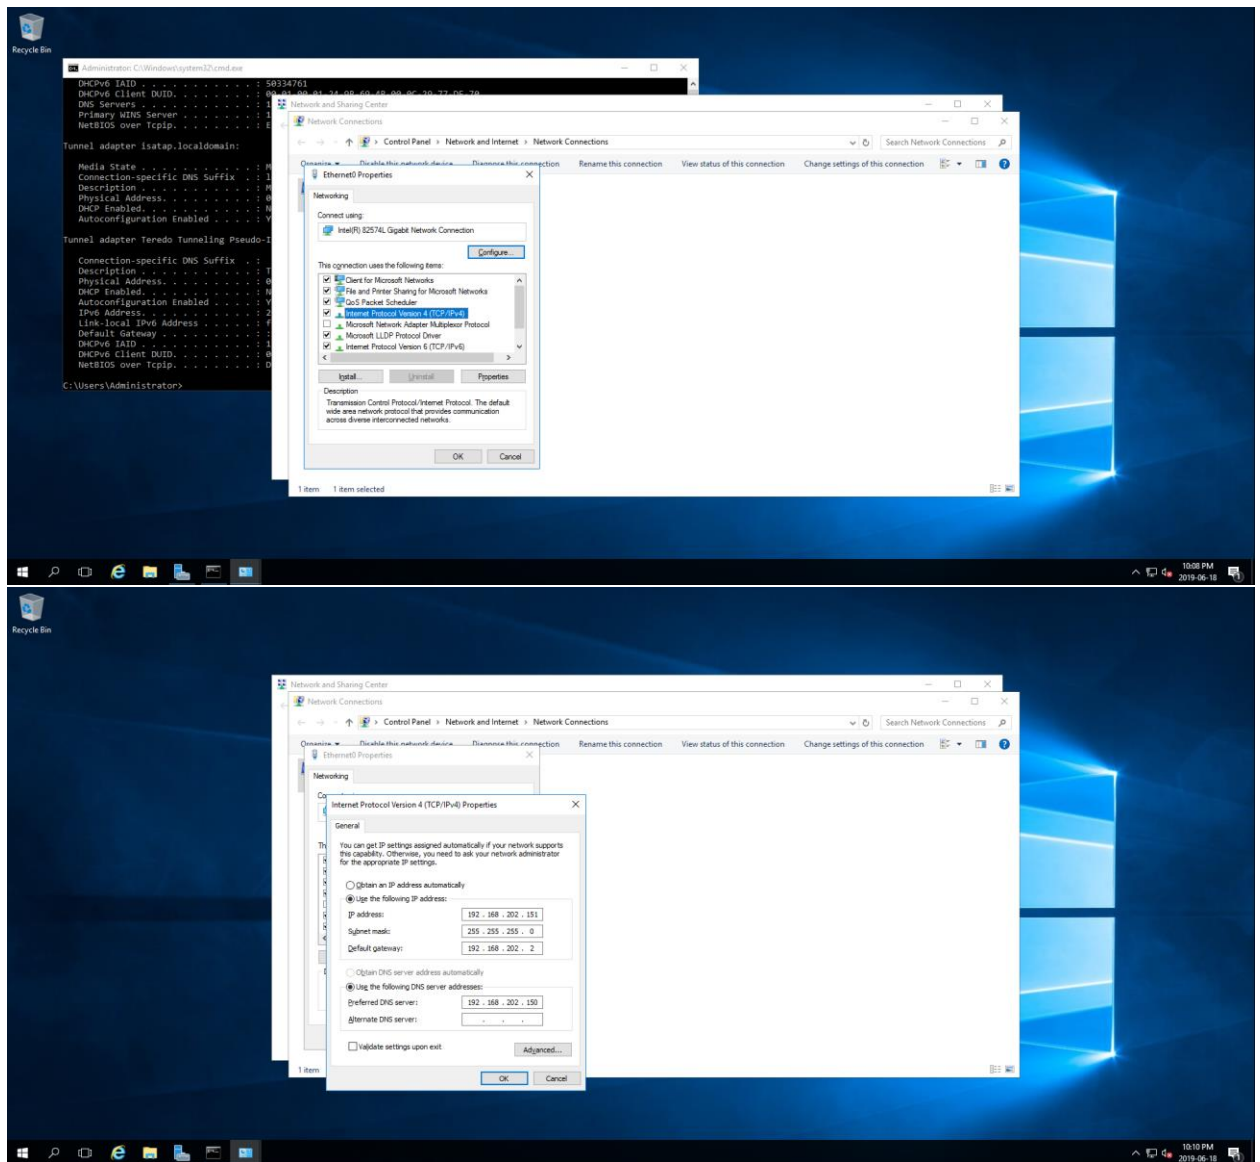 Recycle Bin
Administrator: C:\Windows\system32\cmd.exe
DHCPv6 IAID . . . . . . . . . . . : 50334761
DHCPv6 Client DUID. . . . . . . . :
DNS Servers . . . . . . . . . . . : 1
Primary WINS Server . . . . . . . : 1
NetBIOS over Tcpip. . . . . . . . : E
Tunnel adapter isatap.localdomain:
Media State . . . . . . . . . . . : M
Connection-specific DNS Suffix  . : l
Description . . . . . . . . . . . : M
Physical Address. . . . . . . . . : 0
DHCP Enabled. . . . . . . . . . . : N
Autoconfiguration Enabled . . . . : Y
Tunnel adapter Teredo Tunneling Pseudo-I
Connection-specific DNS Suffix  . :
Description . . . . . . . . . . . : T
Physical Address. . . . . . . . . : 0
DHCP Enabled. . . . . . . . . . . : N
Autoconfiguration Enabled . . . . : Y
IPv6 Address. . . . . . . . . . . : 2
Link-local IPv6 Address . . . . . : f
Default Gateway . . . . . . . . . : :
DHCPv6 IAID . . . . . . . . . . . : 1
DHCPv6 Client DUID. . . . . . . . : 0
NetBIOS over Tcpip. . . . . . . . : D
C:\Users\Administrator>
Network and Sharing Center
Network Connections
Control Panel > Network and Internet > Network Connections
Search Network Connections
Organize Disable this network device Diagnose this connection Rename this connection View status of this connection Change settings of this connection
Ethernet0 Properties
Networking
Connect using:
Intel(R) 82574L Gigabit Network Connection
Configure...
This connection uses the following items:
Client for Microsoft Networks
File and Printer Sharing for Microsoft Networks
QoS Packet Scheduler
Internet Protocol Version 4 (TCP/IPv4)
Microsoft Network Adapter Multiplexor Protocol
Microsoft LLDP Protocol Driver
Internet Protocol Version 6 (TCP/IPv6)
Install... Uninstall Properties
Description
Transmission Control Protocol/Internet Protocol. The default
wide area network protocol that provides communication
across diverse interconnected networks.
OK Cancel
1 item 1 item selected
10:08 PM
2019-06-18
Recycle Bin
Network and Sharing Center
Network Connections
Control Panel > Network and Internet > Network Connections
Search Network Connections
Organize Disable this network device Diagnose this connection Rename this connection View status of this connection Change settings of this connection
Ethernet0 Properties
Networking
Internet Protocol Version 4 (TCP/IPv4) Properties
General
You can get IP settings assigned automatically if your network supports
this capability. Otherwise, you need to ask your network administrator
for the appropriate IP settings.
Obtain an IP address automatically
Use the following IP address:
IP address: 192 . 168 . 202 . 151
Subnet mask: 255 . 255 . 255 . 0
Default gateway: 192 . 168 . 202 . 2
Obtain DNS server address automatically
Use the following DNS server addresses:
Preferred DNS server: 192 . 168 . 202 . 150
Alternate DNS server: . . .
Validate settings upon exit
Advanced...
OK Cancel
1 item
10:10 PM
2019-06-18